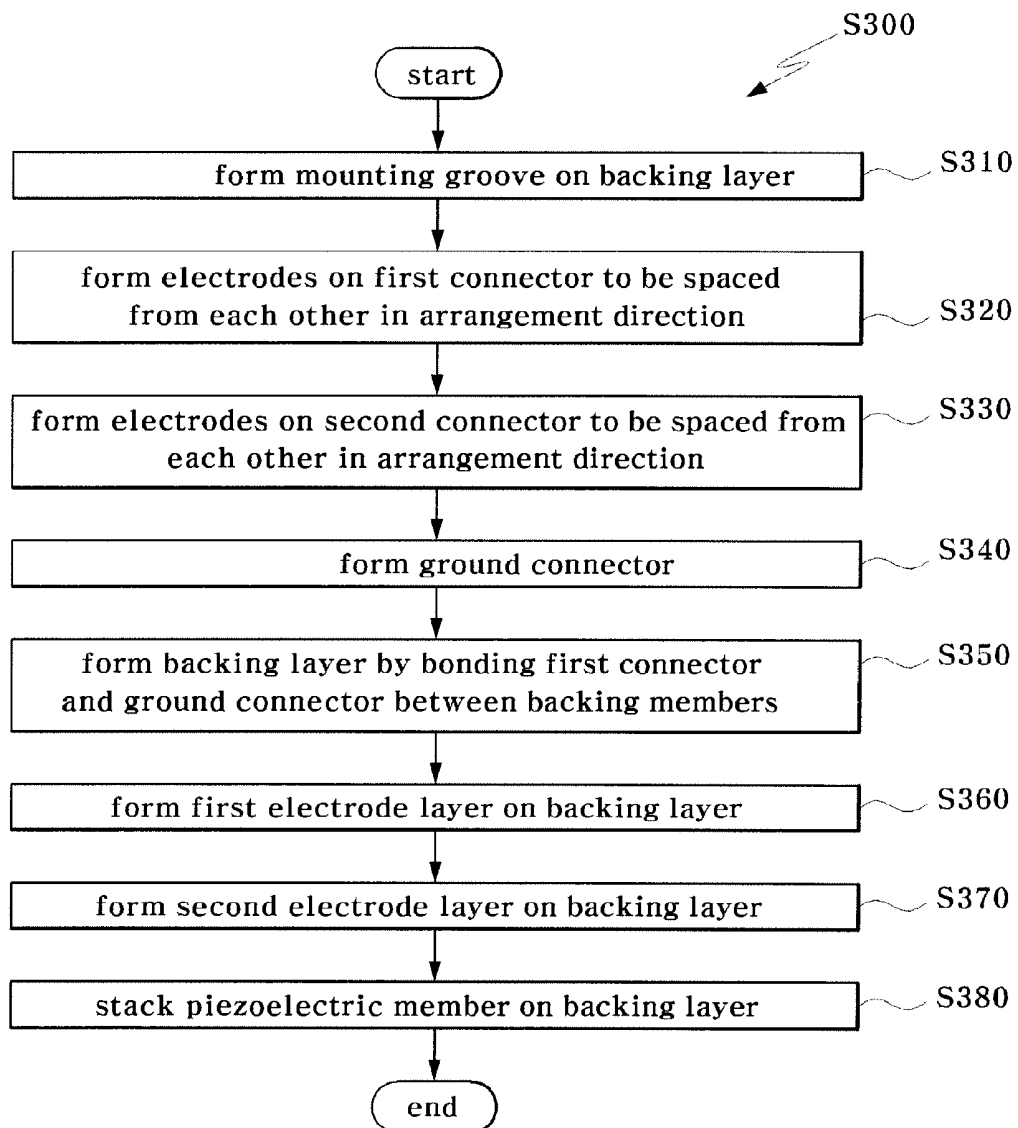 S300
start
form mounting groove on backing layer
S310
form electrodes on first connector to be spaced
from each other in arrangement direction
S320
form electrodes on second connector to be spaced from
each other in arrangement direction
S330
form ground connector
S340
form backing layer by bonding first connector
and ground connector between backing members
S350
form first electrode layer on backing layer
S360
form second electrode layer on backing layer
S370
stack piezoelectric member on backing layer
S380
end